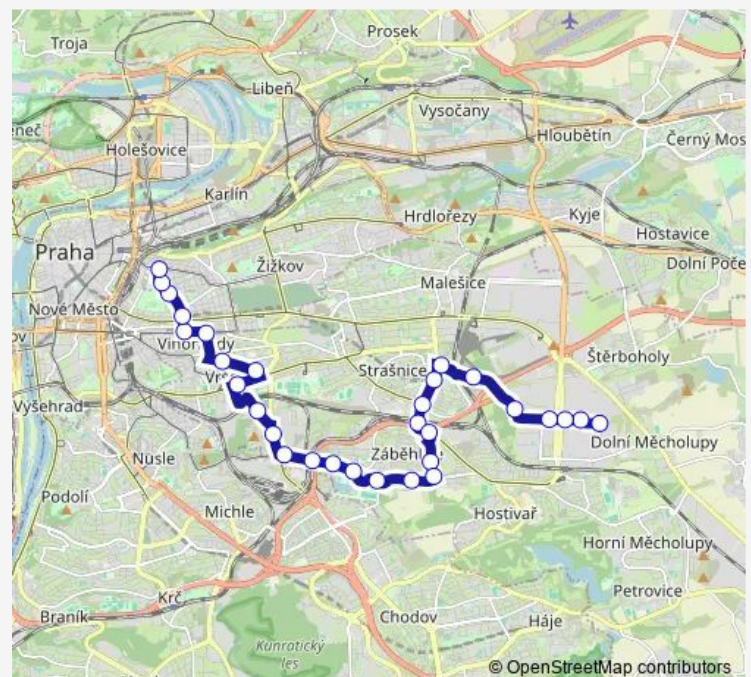 Prosek
Troja
Libeň
Vysočany
Hloubětín
Černý Mos
Holešovice
Karlín
Hrdlořezy
Kyje
Hostavice
Praha
Žižkov
Dolní Poče
Malešice
Nové Město
Štěrboholy
Strašnice
Vyšehrad
Dolní Měcholupy
Nusle
Podolí
Michle
Hostivař
Horní Měcholupy
Petrovice
Krč
Braník
Chodov
Háje
Kunratický
les
© OpenStreetMap contributors